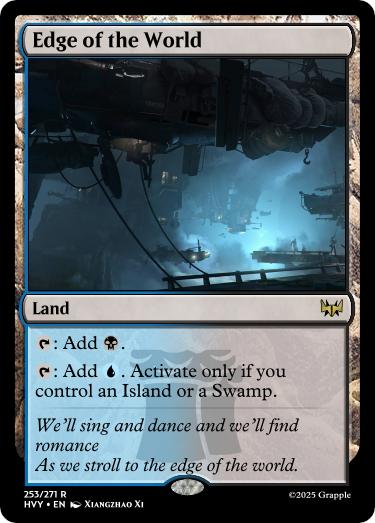 Edge of the World
Land
: Add .
: Add . Activate only if you
control an Island or a Swamp.
We'll sing and dance and we'll find
romance
As we stroll to the edge of the world.
253/271 R
HVY • EN Xiangzhao Xi
©2025 Grapple